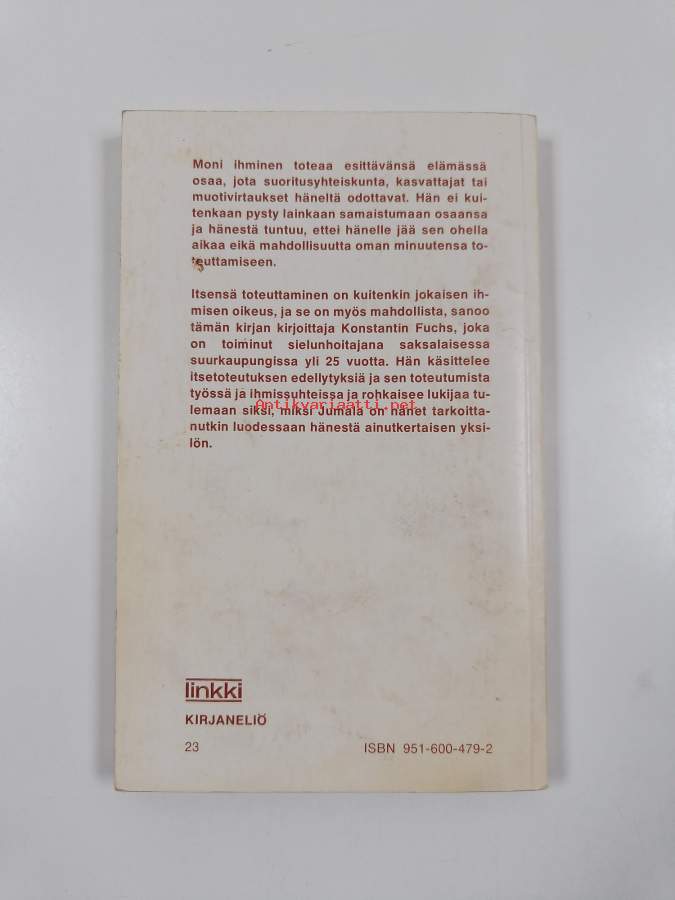 Moni ihminen toteaa esittävänsä elämässä
osaa, jota suoritusyhteiskunta, kasvattajat tai
muotivirtaukset häneltä odottavat. Hän ei kui-
tenkaan pysty lainkaan samaistumaan osaansa
ja hänestä tuntuu, ettei hänelle jää sen ohella
aikaa eikä mahdollisuutta oman minuutensa to-
teuttamiseen.
Itsensä toteuttaminen on kuitenkin jokaisen ih-
misen oikeus, ja se on myös mahdollista, sanoo
tämän kirjan kirjoittaja Konstantin Fuchs, joka
on toiminut sielunhoitajana saksalaisessa
suurkaupungissa yli 25 vuotta. Hän käsittelee
itsetoteutuksen edellytyksiä ja sen toteutumista
työssä ja ihmissuhteissa ja rohkaisee lukijaa tu-
Antikvariaatti.net
lemaan siksi, miksi Jumala on hänet tarkoitta-
nutkin luodessaan hänestä ainutkertaisen yksi-
lön.
linkki
KIRJANELIÖ
23 ISBN 951-600-479-2